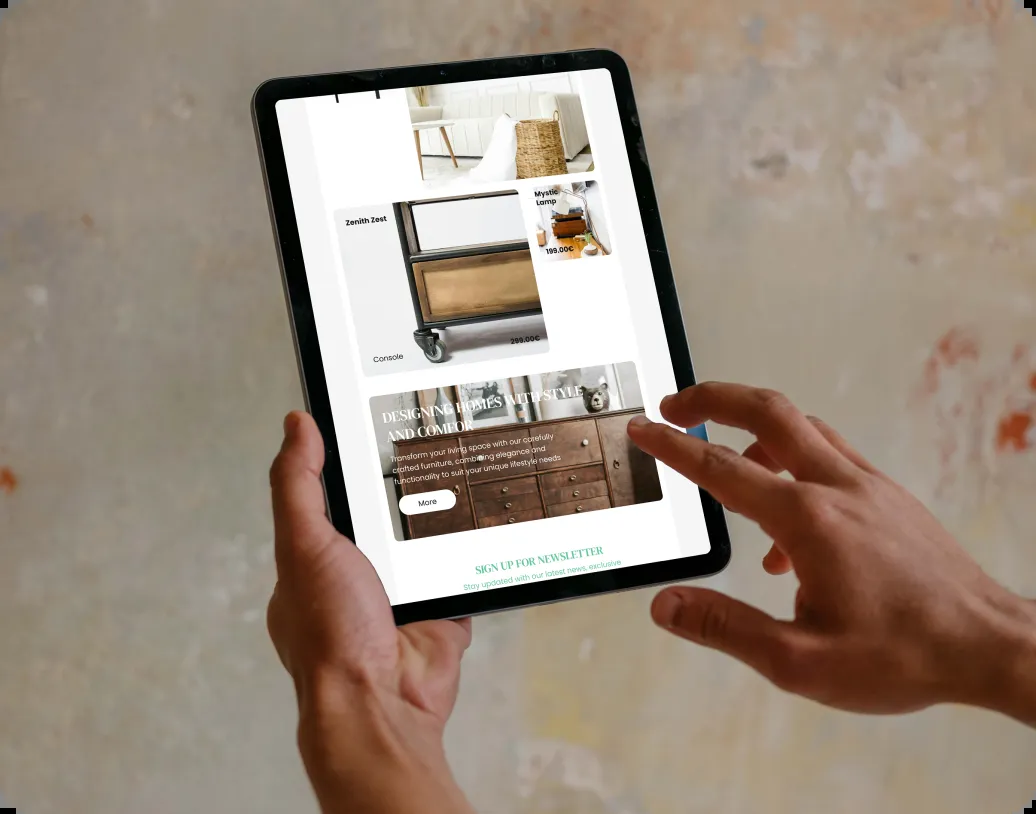 Zenith Zest
Mystic
Lamp
199.00€
299.00€
Console
DESIGNING HOMES WITH STYLE
AND COMFOR
Transform your living space with our carefully
crafted furniture, combining elegance and
functionality to suit your unique lifestyle needs
More
SIGN UP FOR NEWSLETTER
Stay updated with our latest news, exclusive